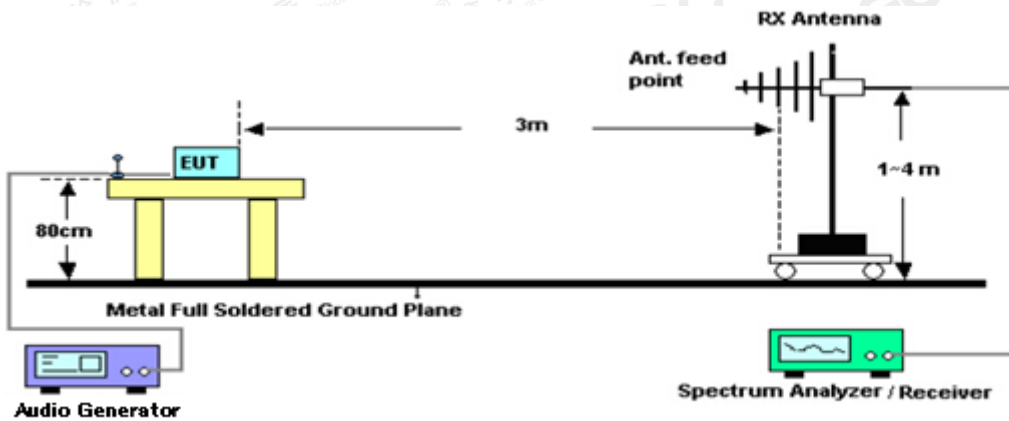 RX Antenna
Ant. feed
point
3m
EUT
1~4 m
80cm
Metal Full Soldered Ground Plane
Audio Generator
Spectrum Analyzer / Receiver